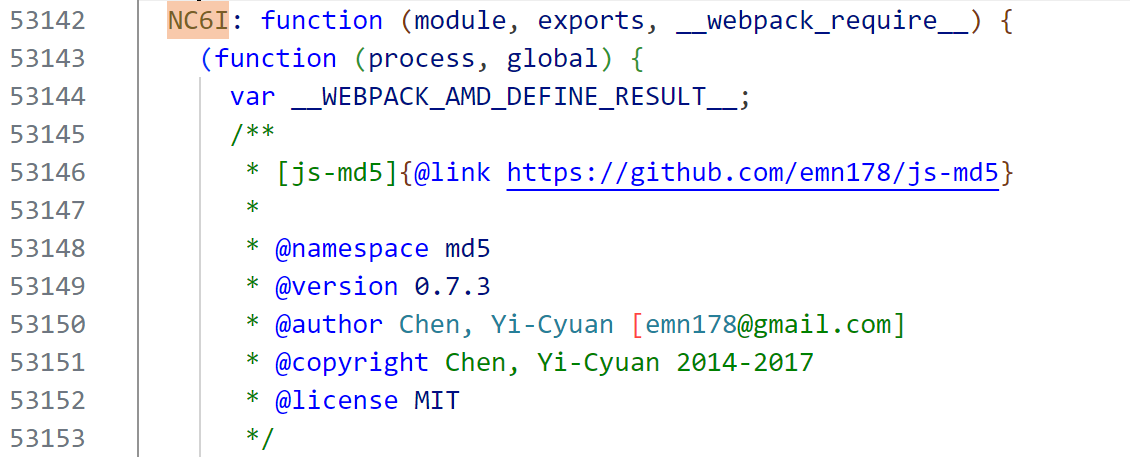 53142 NC6I: function (module, exports, __webpack_require__) {
53143 (function (process, global) {
53144 var __WEBPACK_AMD_DEFINE_RESULT__;
53145 /**
53146 * [js-md5]{@link https://github.com/emn178/js-md5}
53147 *
53148 * @namespace md5
53149 * @version 0.7.3
53150 * @author Chen, Yi-Cyuan [emn178@gmail.com]
53151 * @copyright Chen, Yi-Cyuan 2014-2017
53152 * @license MIT
53153 */